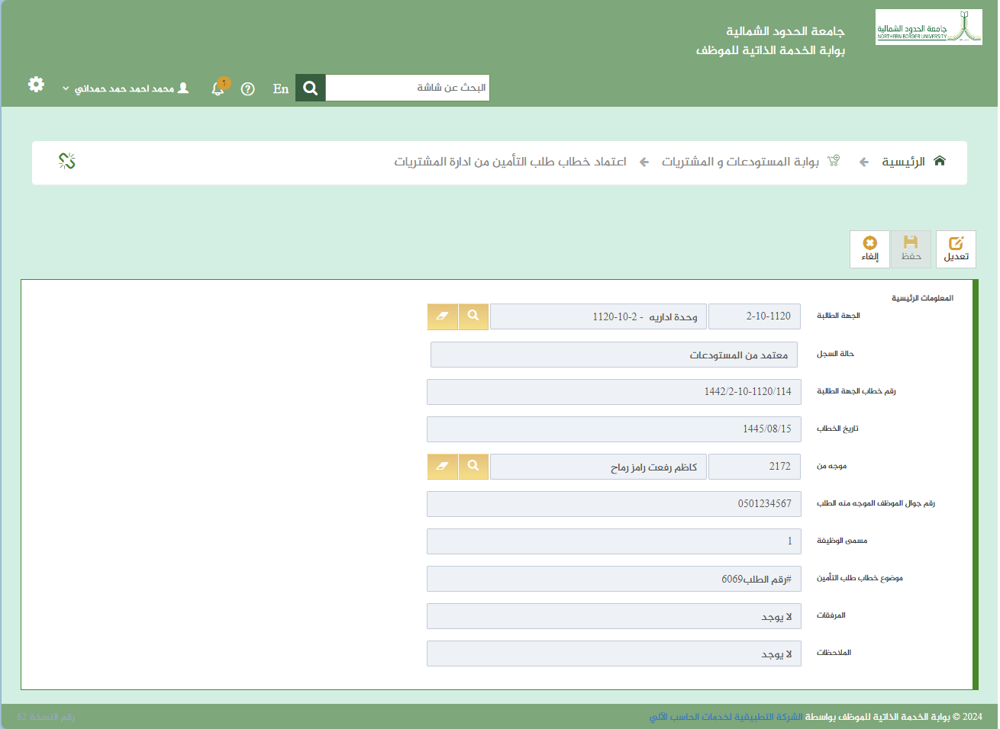 جامعة الحدود الشمالية
NORTHERN BORDER UNIVERSITY
جامعة الحدود الشمالية
بوابة الخدمة الذاتية للموظف
البحث عن شاشة
En
1
محمد احمد حمد حمداني
الرئيسية
بوابة المستودعات و المشتريات
اعتماد خطاب طلب التأمين من ادارة المشتريات
تعديل
حفظ
إلغاء
المعلومات الرئيسية
الجهة الطالبة 2-10-1120 وحدة اداريه - 2-10-1120
حالة السجل معتمد من المستودعات
رقم خطاب الجهة الطالبة 1442/2-10-1120/114
تاريخ الخطاب 1445/08/15
موجه من 2172 كاظم رفعت رامز رماح
رقم جوال الموظف الموجه منه الطلب 0501234567
مسمى الوظيفة 1
موضوع خطاب طلب التأمين #رقم الطلب6069
المرفقات لا يوجد
الملاحظات لا يوجد
2024 © بوابة الخدمة الذاتية للموظف بواسطة الشركة التطبيقية لخدمات الحاسب الآلي
رقم النسخة 62